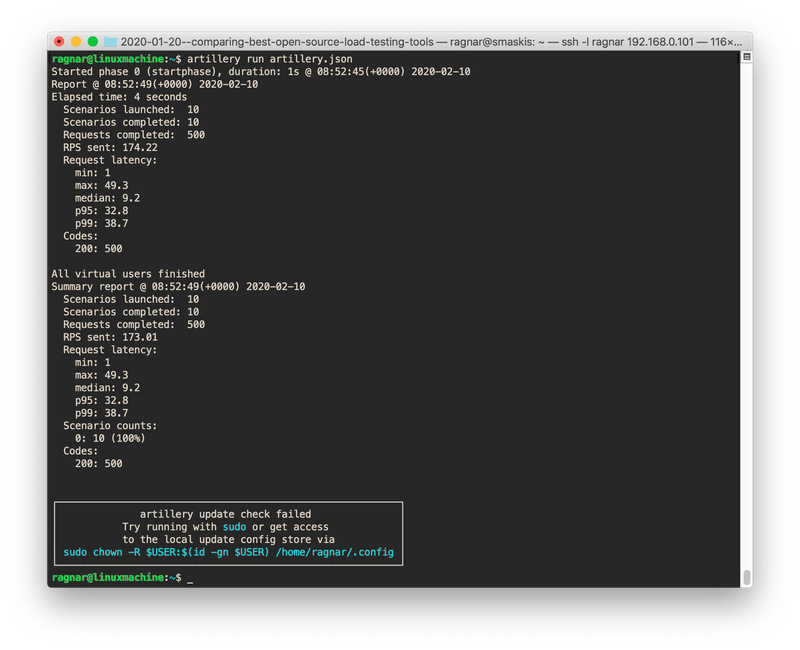 2020-01-20--comparing-best-open-source-load-testing-tools — ragnar@smaskis: ~ — ssh -l ragnar 192.168.0.101 — 116×...
ragnar@linuxmachine:~$ artillery run artillery.json
Started phase 0 (startphase), duration: 1s @ 08:52:45(+0000) 2020-02-10
Report @ 08:52:49(+0000) 2020-02-10
Elapsed time: 4 seconds
  Scenarios launched:  10
  Scenarios completed: 10
  Requests completed:  500
  RPS sent: 174.22
  Request latency:
    min: 1
    max: 49.3
    median: 9.2
    p95: 32.8
    p99: 38.7
  Codes:
    200: 500
All virtual users finished
Summary report @ 08:52:49(+0000) 2020-02-10
  Scenarios launched:  10
  Scenarios completed: 10
  Requests completed:  500
  RPS sent: 173.01
  Request latency:
    min: 1
    max: 49.3
    median: 9.2
    p95: 32.8
    p99: 38.7
  Scenario counts:
    0: 10 (100%)
  Codes:
    200: 500
artillery update check failed
Try running with sudo or get access
to the local update config store via
sudo chown -R $USER:$(id -gn $USER) /home/ragnar/.config
ragnar@linuxmachine:~$ _